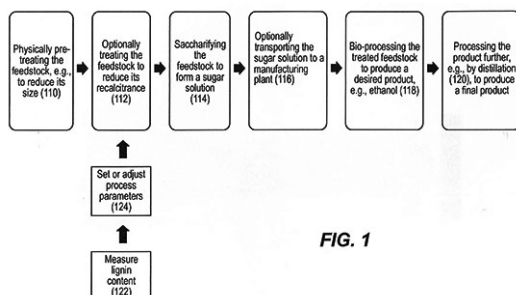 Physically pre-
treating the
feedstock, e.g.,
to reduce its
size (110)
Optionally
treating the
feedstock to
reduce its
recalcitrance
(112)
Saccharifying
the
feedstock to
form a sugar
solution
(114)
Optionally
transporting the
sugar solution to a
manufacturing
plant
(116)
Bio-processing the
treated feedstock
to produce a
desired product,
e.g., ethanol (118)
Processing the
product further,
e.g., by distillation
(120), to produce
a final product
Set or adjust
process
parameters
(124)
Measure
lignin
content
(122)
FIG. 1